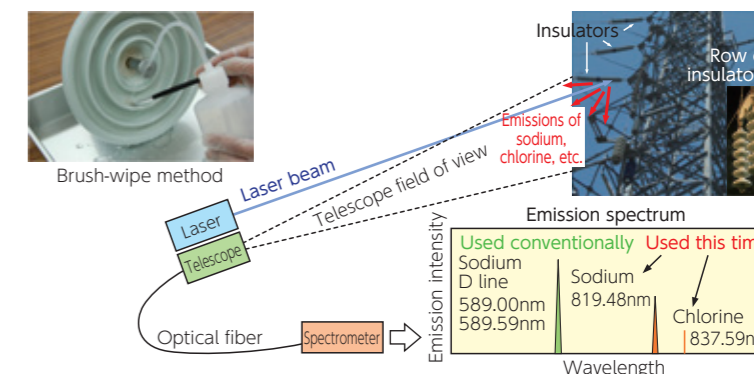 Insulators
Row
insulato
Emissions of
sodium,
chlorine, etc.
Brush-wipe method
Laser beam
Telescope field of view
Laser
Telescope
Optical fiber
Spectrometer
Emission spectrum
Emission intensity
Used conventionally
Used this tim
Sodium
D line
589.00nm
589.59nm
Sodium
819.48nm
Chlorine
837.59n
Wavelength